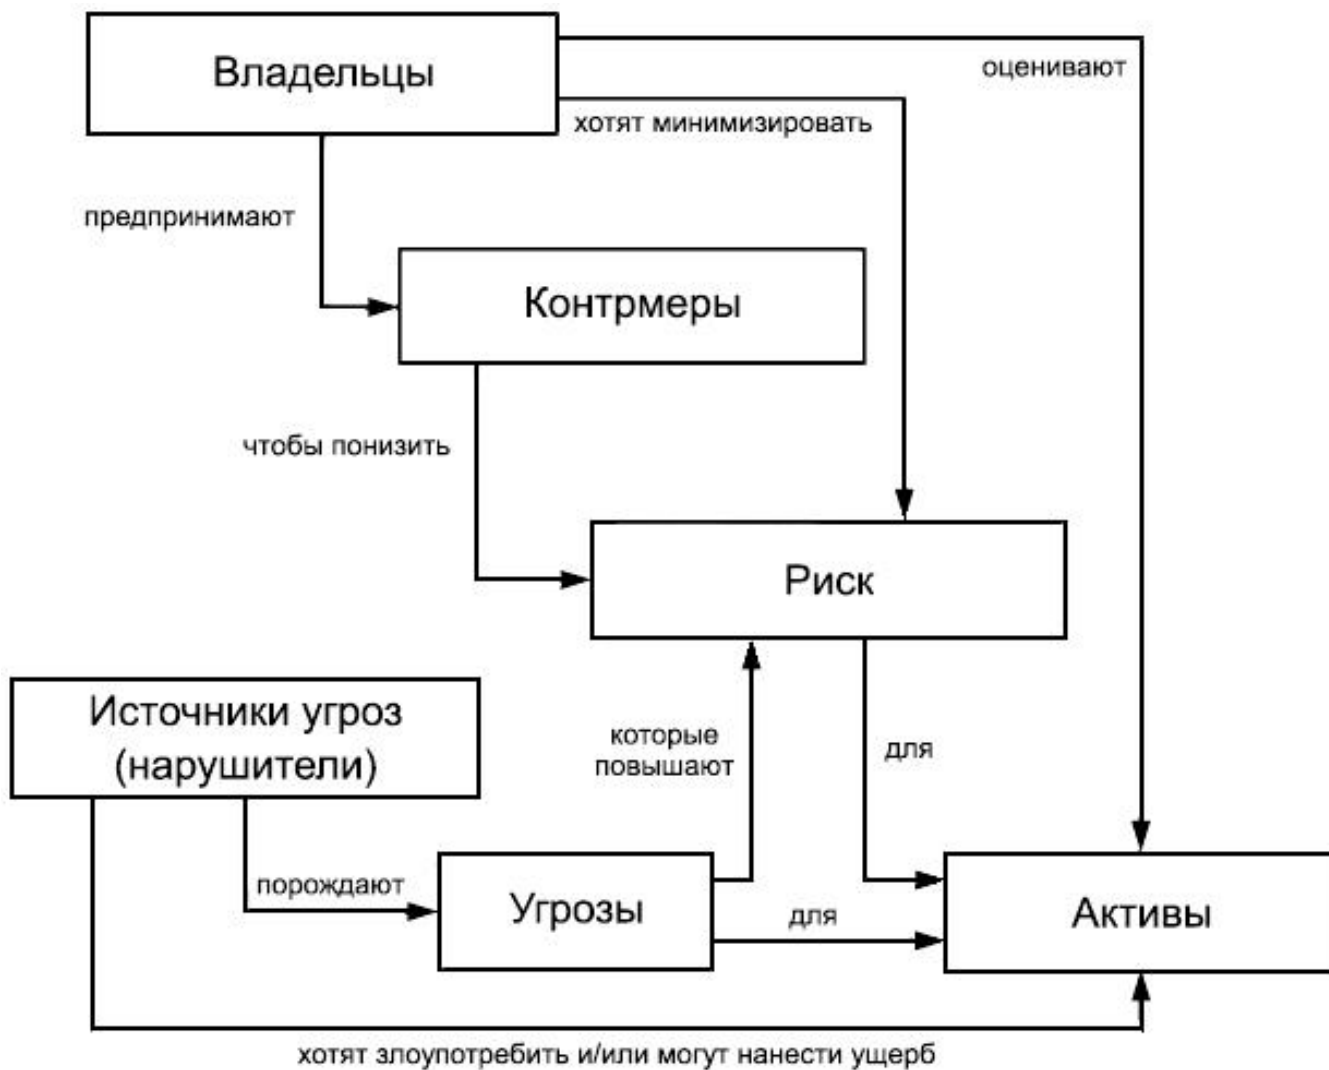 Владельцы
оценивают
хотят минимизировать
предпринимают
Контрмеры
чтобы понизить
Риск
Источники угроз
(нарушители)
которые
повышают
для
порождают
Угрозы
для
Активы
хотят злоупотребить и/или могут нанести ущерб